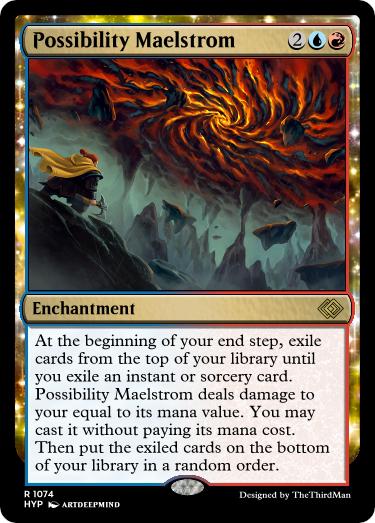 Possibility Maelstrom 2
Enchantment
At the beginning of your end step, exile
cards from the top of your library until
you exile an instant or sorcery card.
Possibility Maelstrom deals damage to
your equal to its mana value. You may
cast it without paying its mana cost.
Then put the exiled cards on the bottom
of your library in a random order.
R 1074
HYP ARTDEEPMIND Designed by TheThirdMan